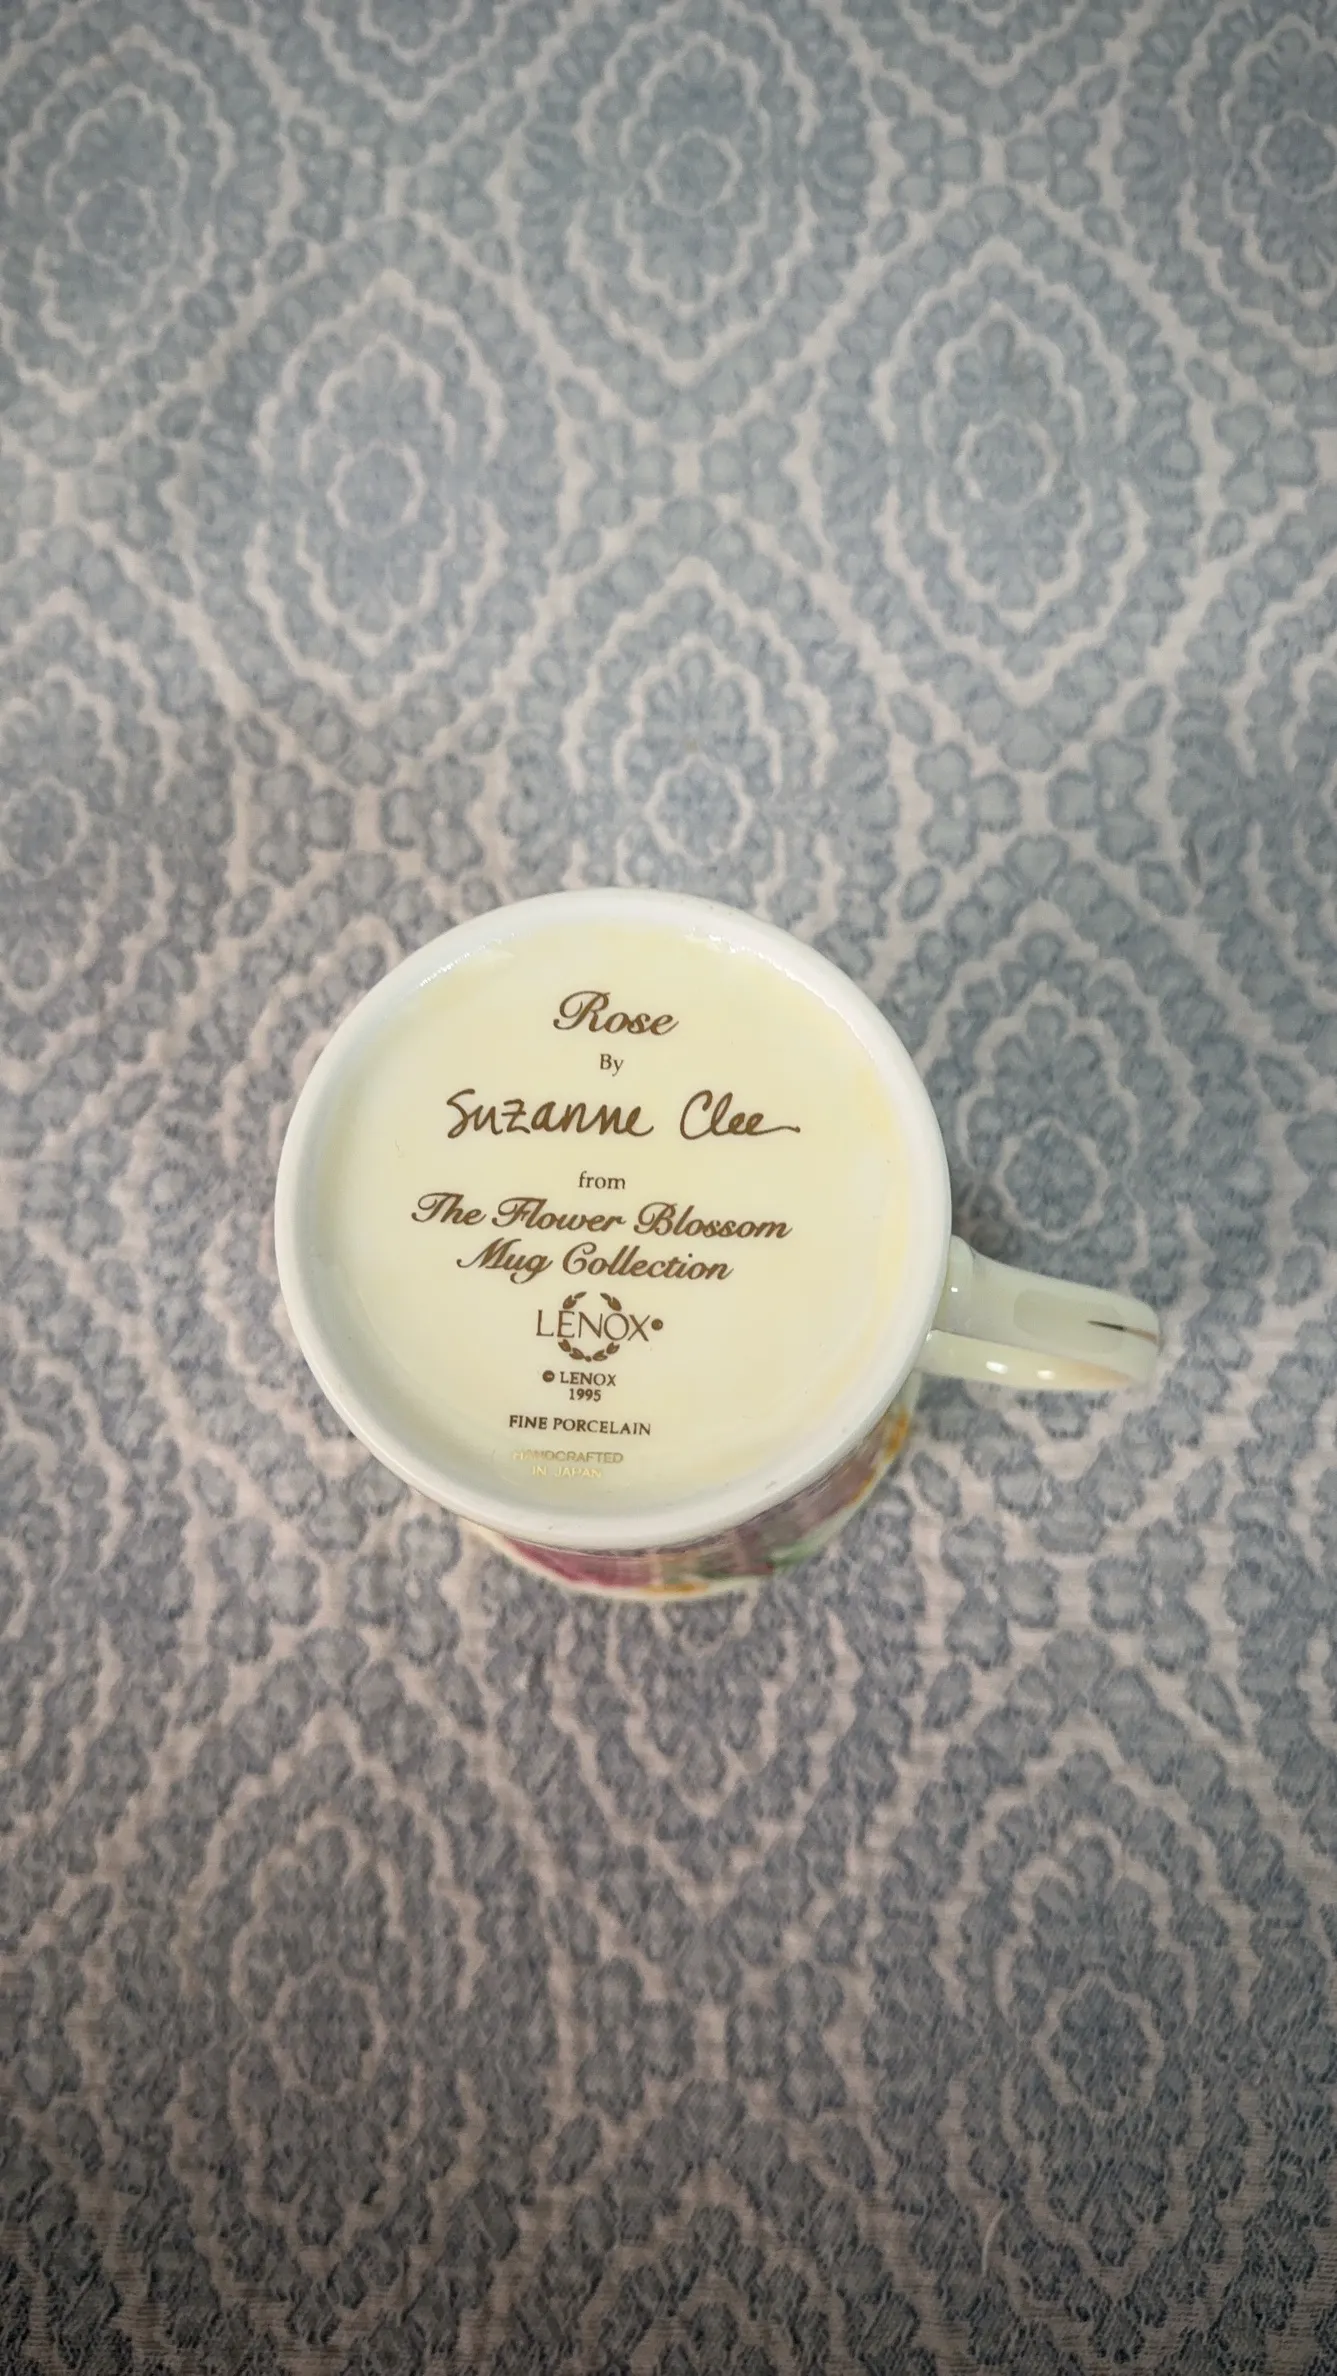 Rose
By
Suzanne Clee
from
The Flower Blossom
Mug Collection
LENOX
© LENOX
1995
FINE PORCELAIN
HANDCRAFTED
IN JAPAN